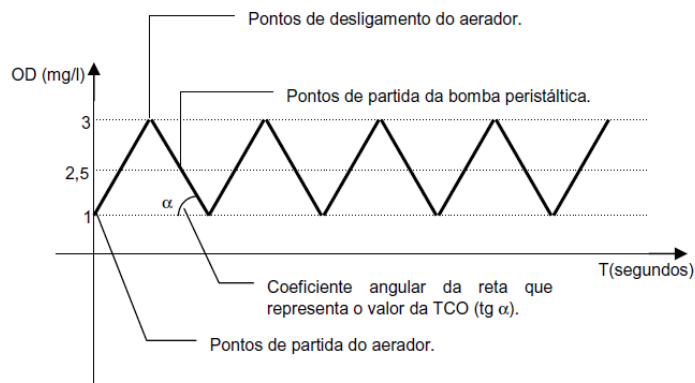 Pontos de desligamento do aerador.
OD (mg/l)
Pontos de partida da bomba peristáltica.
3
2,5
α
1
T(segundos)
Coeficiente angular da reta que
representa o valor da TCO (tg α).
Pontos de partida do aerador.